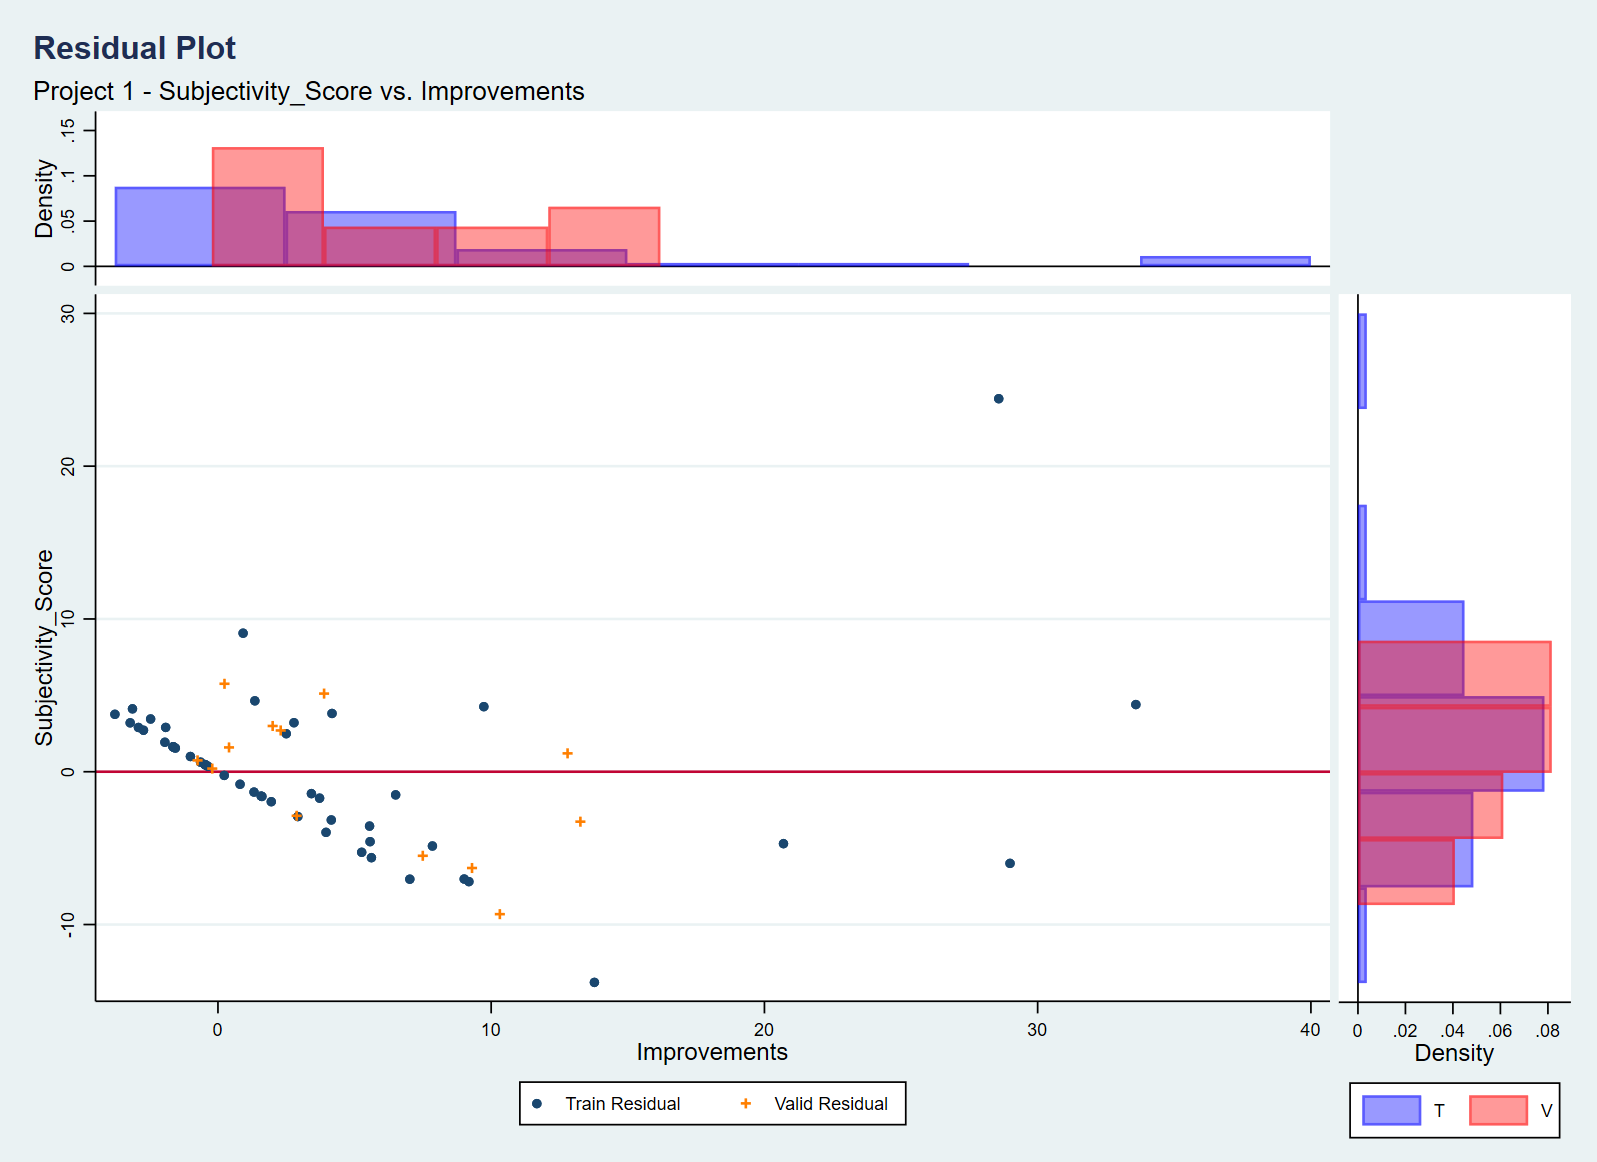 Residual Plot
Project 1 - Subjectivity_Score vs. Improvements
Density
.15
.1
.05
0
Subjectivity_Score
30
20
10
0
-10
0 10 20 30 40
Improvements
0 .02 .04 .06 .08
Density
Train Residual Valid Residual
T V